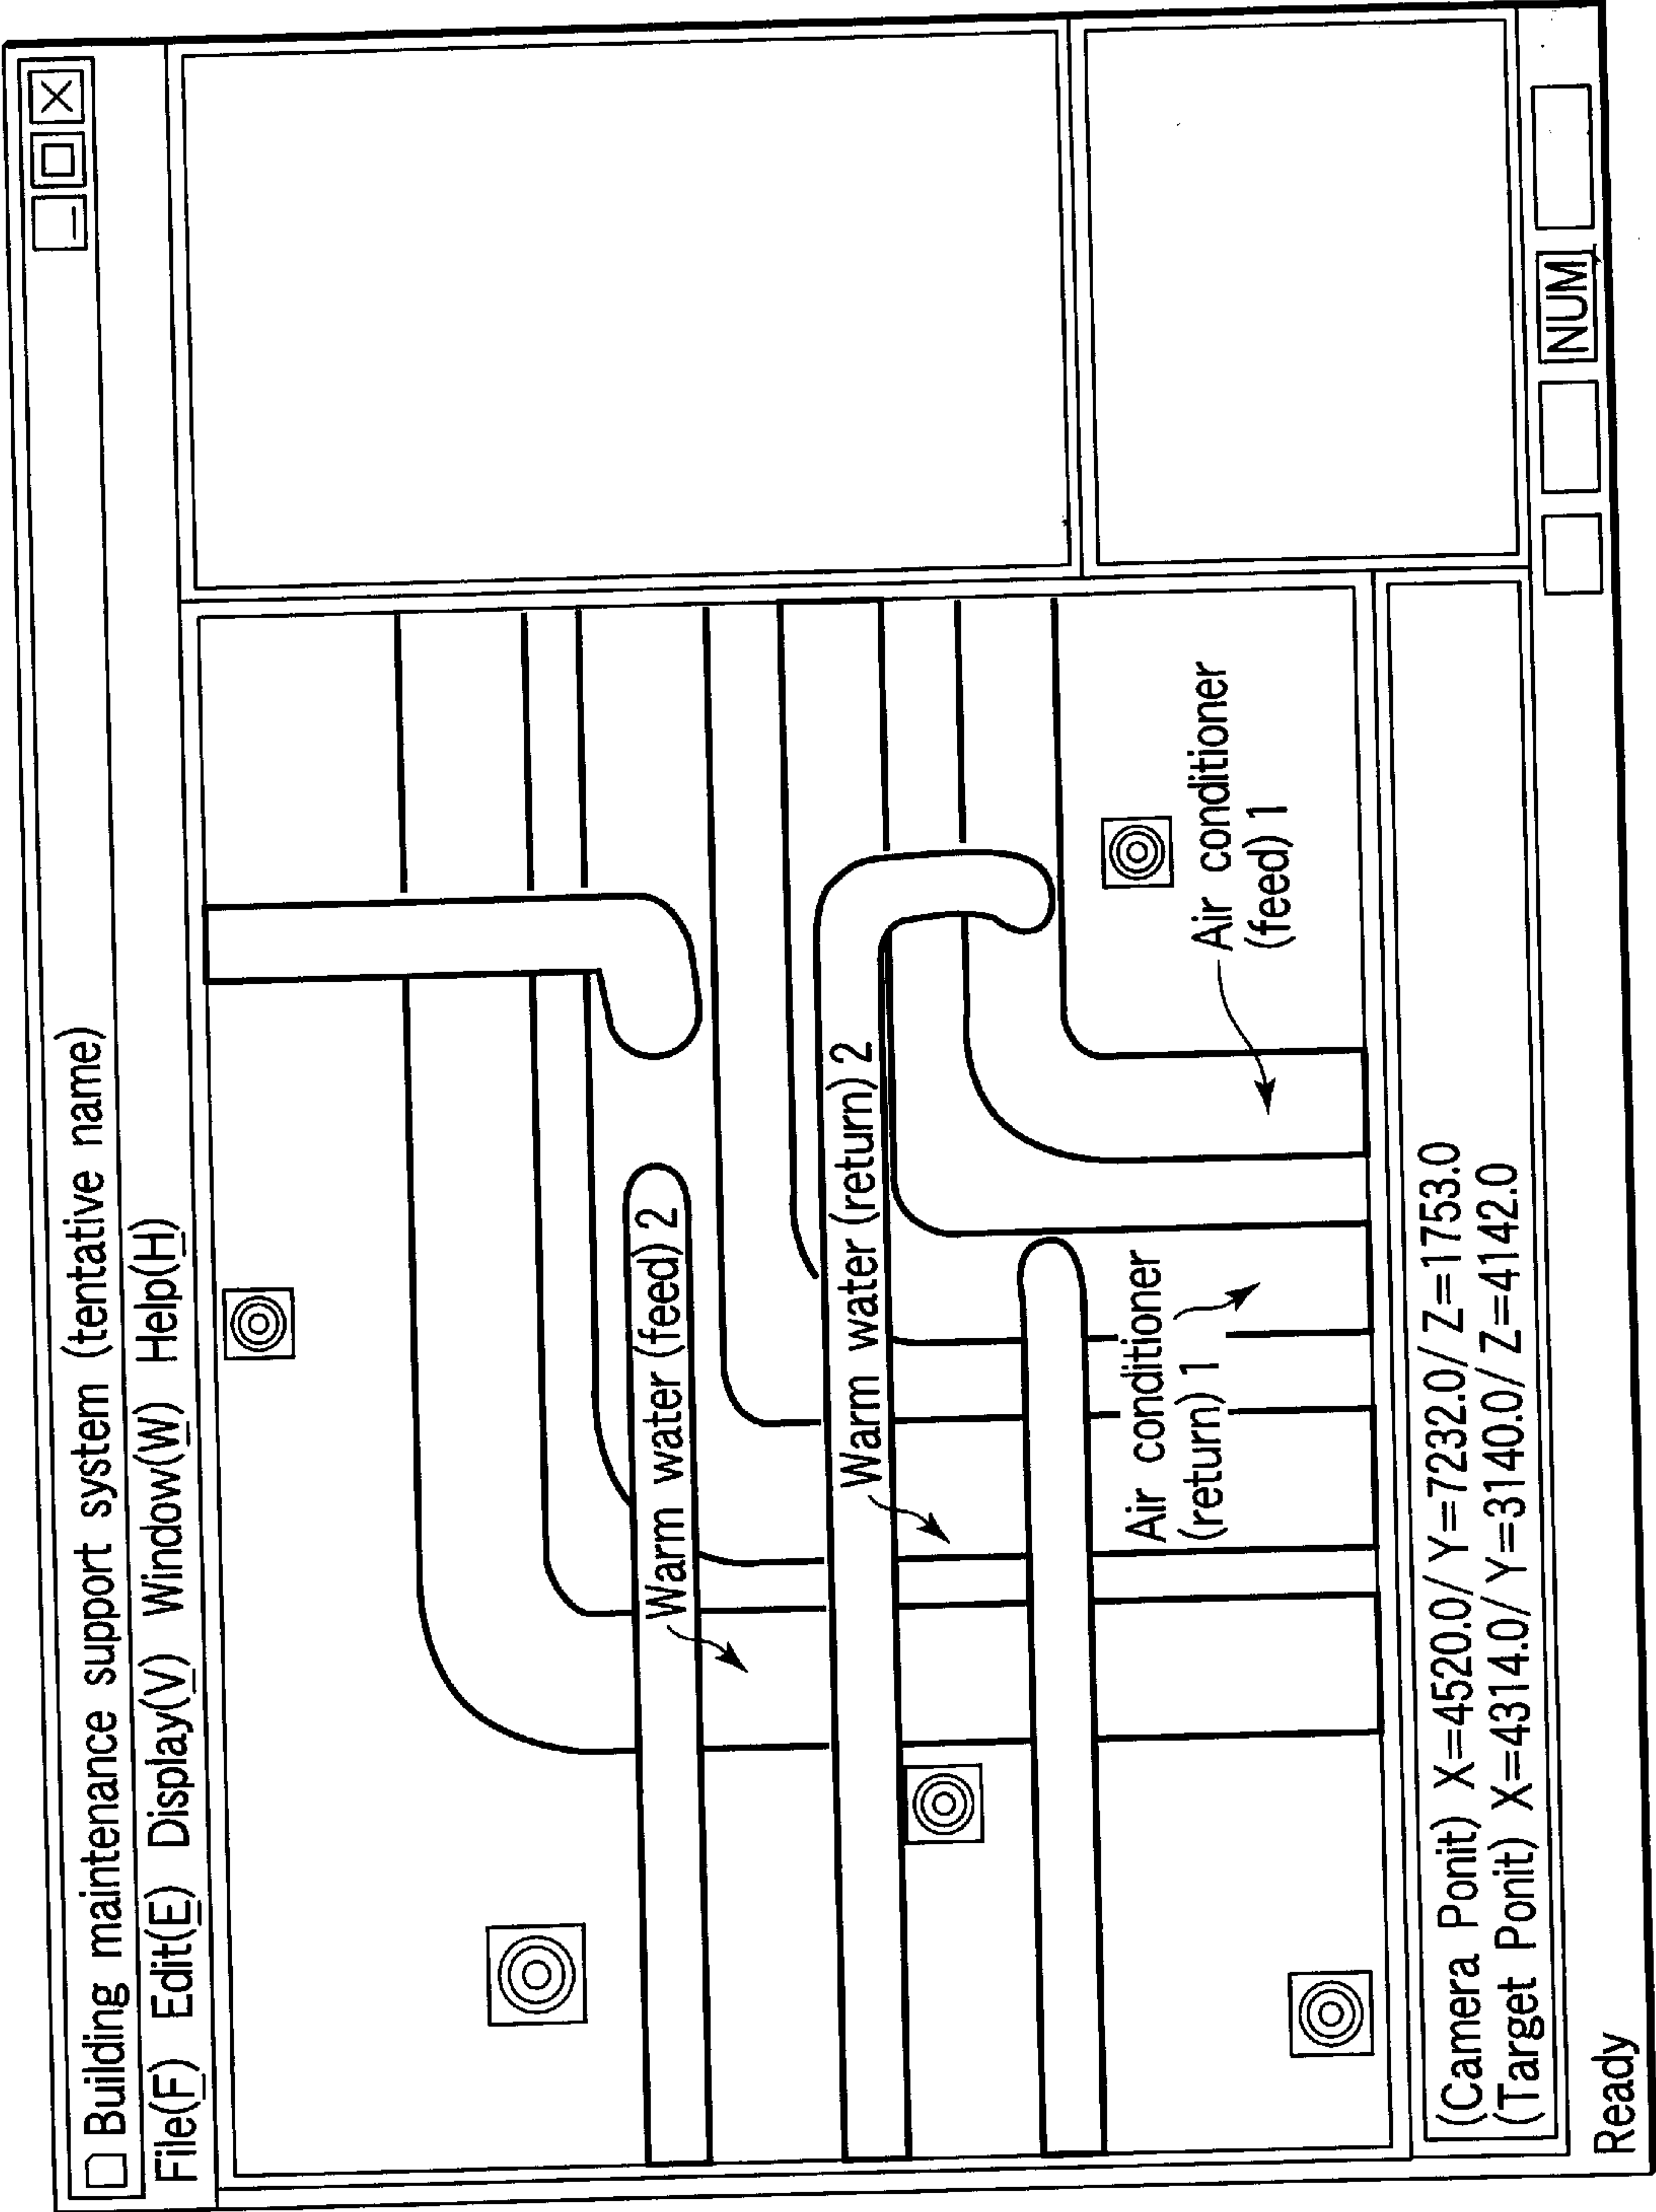 Building maintenance support system (tentative name)
File(F) Edit(E) Display(V) Window(W) Help(H)
Warm water (feed) 2
Warm water (return) 2
Air conditioner
(return) 1
Air conditioner
(feed) 1
(Camera Ponit) X=4520.0/Y=7232.0/Z=1753.0
(Target Ponit) X=4314.0/Y=3140.0/Z=4142.0
Ready
NUM